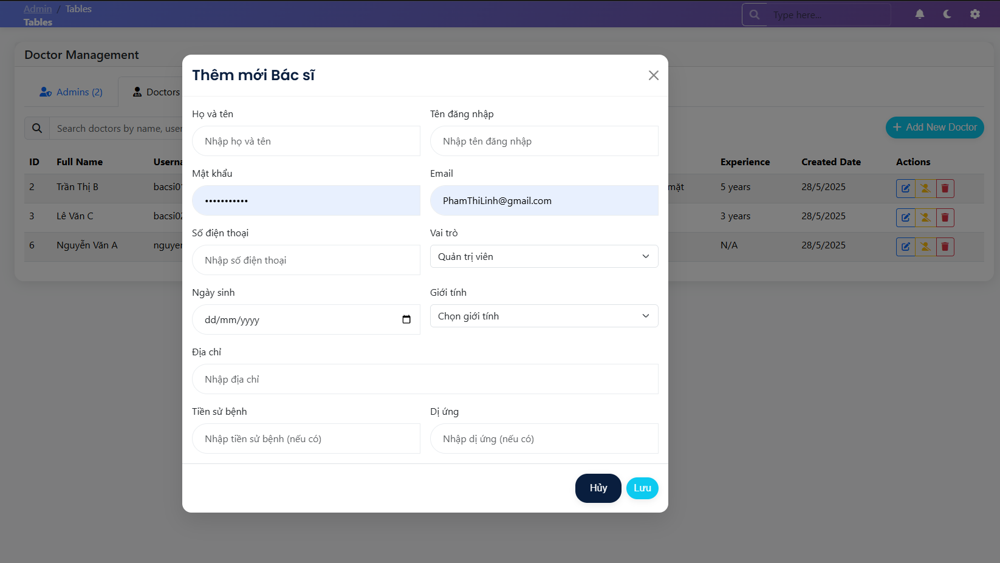 Admin / Tables
Tables
Type here...
Doctor Management
Admins (2)
Doctors
Search doctors by name, user
Add New Doctor
ID Full Name Userna Experience Created Date Actions
2 Trần Thị B bacsi01 mặt 5 years 28/5/2025
3 Lê Văn C bacsi02 3 years 28/5/2025
6 Nguyễn Văn A nguyen N/A 28/5/2025
Thêm mới Bác sĩ
Họ và tên
Tên đăng nhập
Nhập họ và tên
Nhập tên đăng nhập
Mật khẩu
Email
•••••••••••
PhamThiLinh@gmail.com
Số điện thoại
Vai trò
Nhập số điện thoại
Quản trị viên
Ngày sinh
Giới tính
dd/mm/yyyy
Chọn giới tính
Địa chỉ
Nhập địa chỉ
Tiền sử bệnh
Dị ứng
Nhập tiền sử bệnh (nếu có)
Nhập dị ứng (nếu có)
Hủy
Lưu